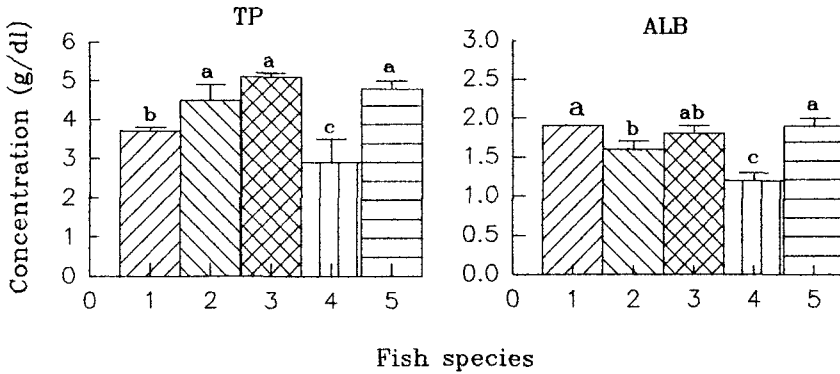 TP
ALB
Concentration (g/dl)
6
5
4
3
2
1
0
b
a
a
c
a
0 1 2 3 4 5
3.0
2.5
2.0
1.5
1.0
0.5
0.0
a
b
ab
c
a
0 1 2 3 4 5
Fish species